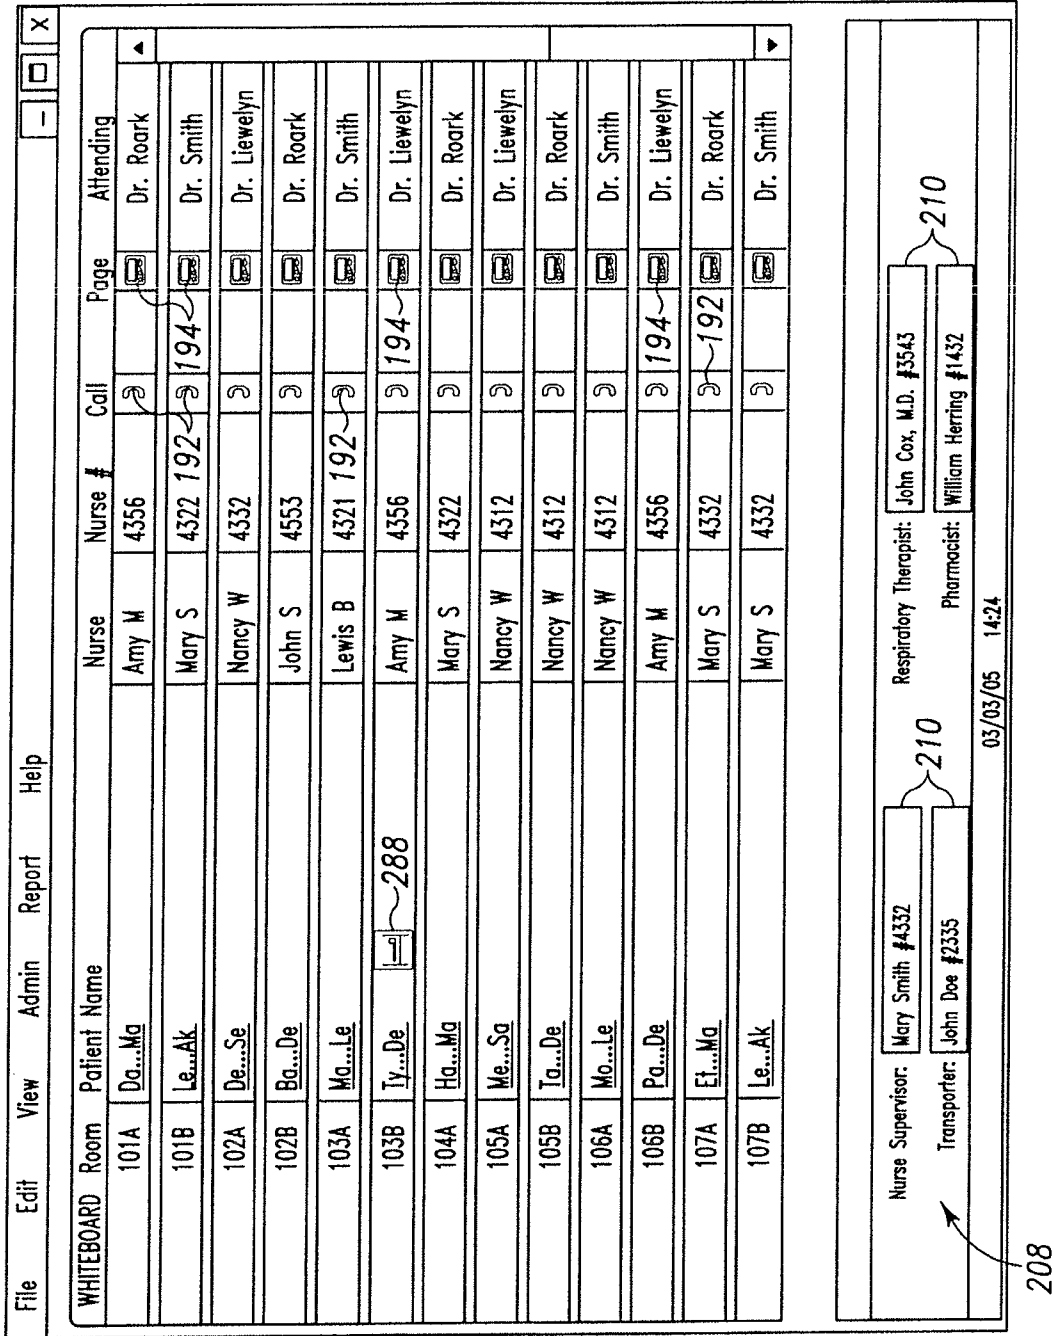 File Edit View Admin Report Help
– X
WHITEBOARD Room Patient Name Nurse Nurse # Call Page Attending
101A Da...Ma Amy M 4356 Dr. Roark
101B Le...Ak Mary S 4322 192 194 Dr. Smith
102A De...Se Nancy W 4332 Dr. Liewelyn
102B Ba...De John S 4553 Dr. Roark
103A Ma...Le Lewis B 4321 192 Dr. Smith
103B Ty...De 288 Amy M 4356 194 Dr. Liewelyn
104A Ha...Ma Mary S 4322 Dr. Roark
105A Me...Sa Nancy W 4312 Dr. Liewelyn
105B Ta...De Nancy W 4312 Dr. Roark
106A Mo...Le Nancy W 4312 Dr. Smith
106B Pa...De Amy M 4356 194 Dr. Liewelyn
107A Et...Ma Mary S 4332 192 Dr. Roark
107B Le...Ak Mary S 4332 Dr. Smith
Nurse Supervisor: Mary Smith #4332 210 Respiratory Therapist: John Cox, M.D. #3543 210
Transporter: John Doe #2335 Pharmacist: William Herring #1432
03/03/05 14:24
208